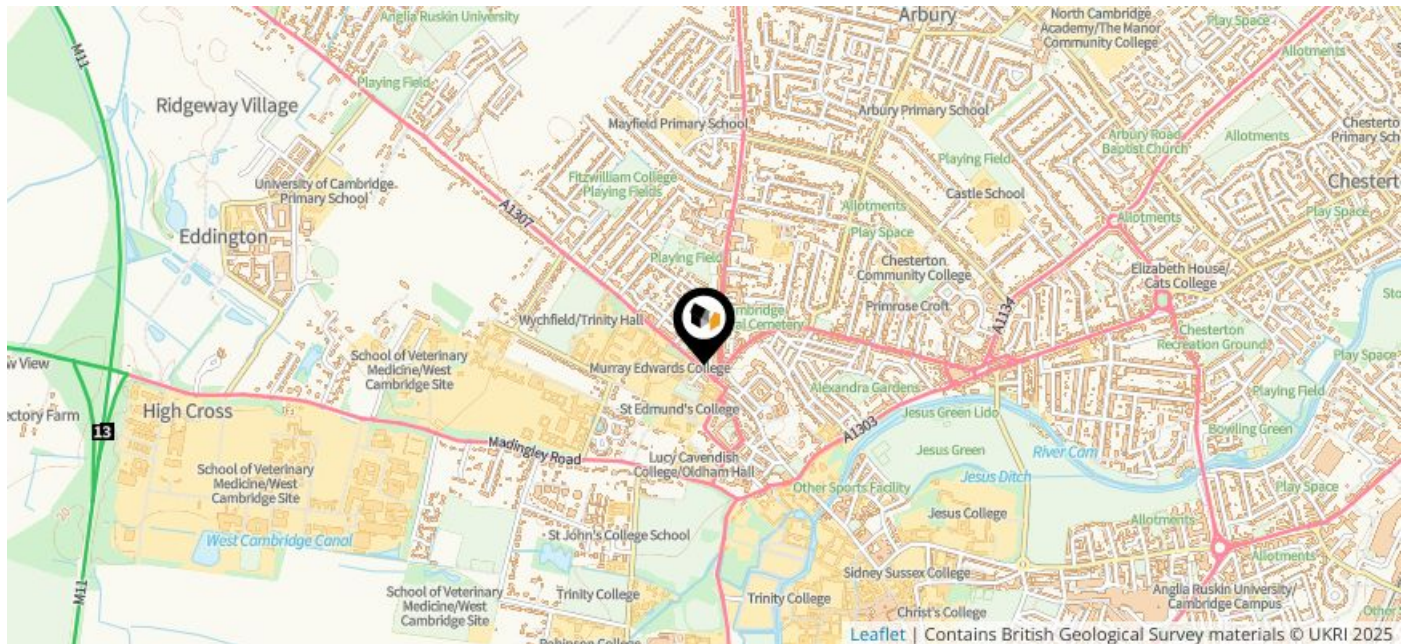 Anglia Ruskin University
Arbury
North Cambridge
Academy/The Manor
Community College
Play Space
Allotments
M11
Playing Field
Ridgeway Village
Mayfield Primary School
Arbury Primary School
Arbury Road
Baptist Church
Allotments
Chesterton
Primary
Playing Field
Fitzwilliam College
Playing Fields
University of Cambridge
Primary School
Castle School
Allotments
Play Space
A1307
Allotments
Play Space
Eddington
Playing Field
Chesterton
Community College
Elizabeth House/
Cats College
Primrose Croft
A1134
Wychfield/Trinity Hall
Chesterton
Recreation Ground
Play Space
School of Veterinary
Medicine/West
Cambridge Site
View
Murray Edwards College
Alexandra Gardens
Playing Field
High Cross
St Edmund's College
Jesus Green Lido
Bowling Green
13
Madingley Road
A1303
Jesus Green
River Cam
Lucy Cavendish
College/Oldham Hall
School of Veterinary
Medicine/West
Cambridge Site
Jesus Ditch
Other Sports Facility
Play Space
20
Jesus College
Allotments
West Cambridge Canal
St John's College School
Allotments
Sidney Sussex College
M11
School of Veterinary
Medicine/West
Cambridge Site
Trinity College
Trinity College
Anglia Ruskin University/
Cambridge Campus
Christ's College
Robinson College
Leaflet | Contains British Geological Survey materials © UKRI 2025